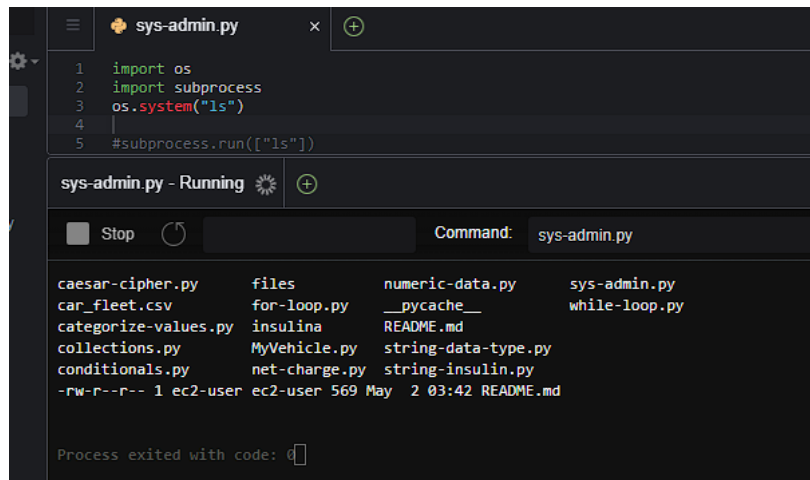 sys-admin.py ×
1 import os
2 import subprocess
3 os.system("ls")
4
5 #subprocess.run(["ls"])
sys-admin.py - Running
Stop Command: sys-admin.py
caesar-cipher.py files numeric-data.py sys-admin.py
car_fleet.csv for-loop.py __pycache__ while-loop.py
categorize-values.py insulina README.md
collections.py MyVehicle.py string-data-type.py
conditionals.py net-charge.py string-insulin.py
-rw-r--r-- 1 ec2-user ec2-user 569 May  2 03:42 README.md
Process exited with code: 0